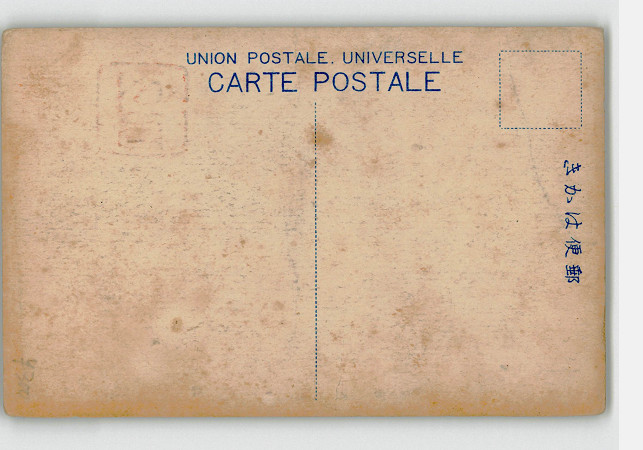 UNION POSTALE, UNIVERSELLE
CARTE POSTALE
きかは便郵